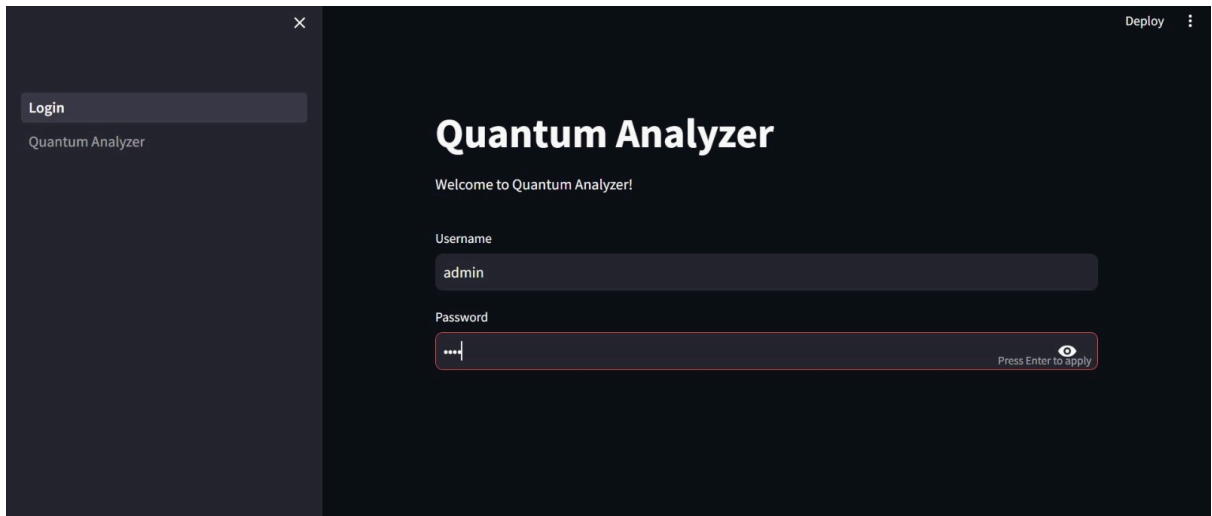 Deploy
Login
Quantum Analyzer
Quantum Analyzer
Welcome to Quantum Analyzer!
Username
admin
Password
••••
Press Enter to apply